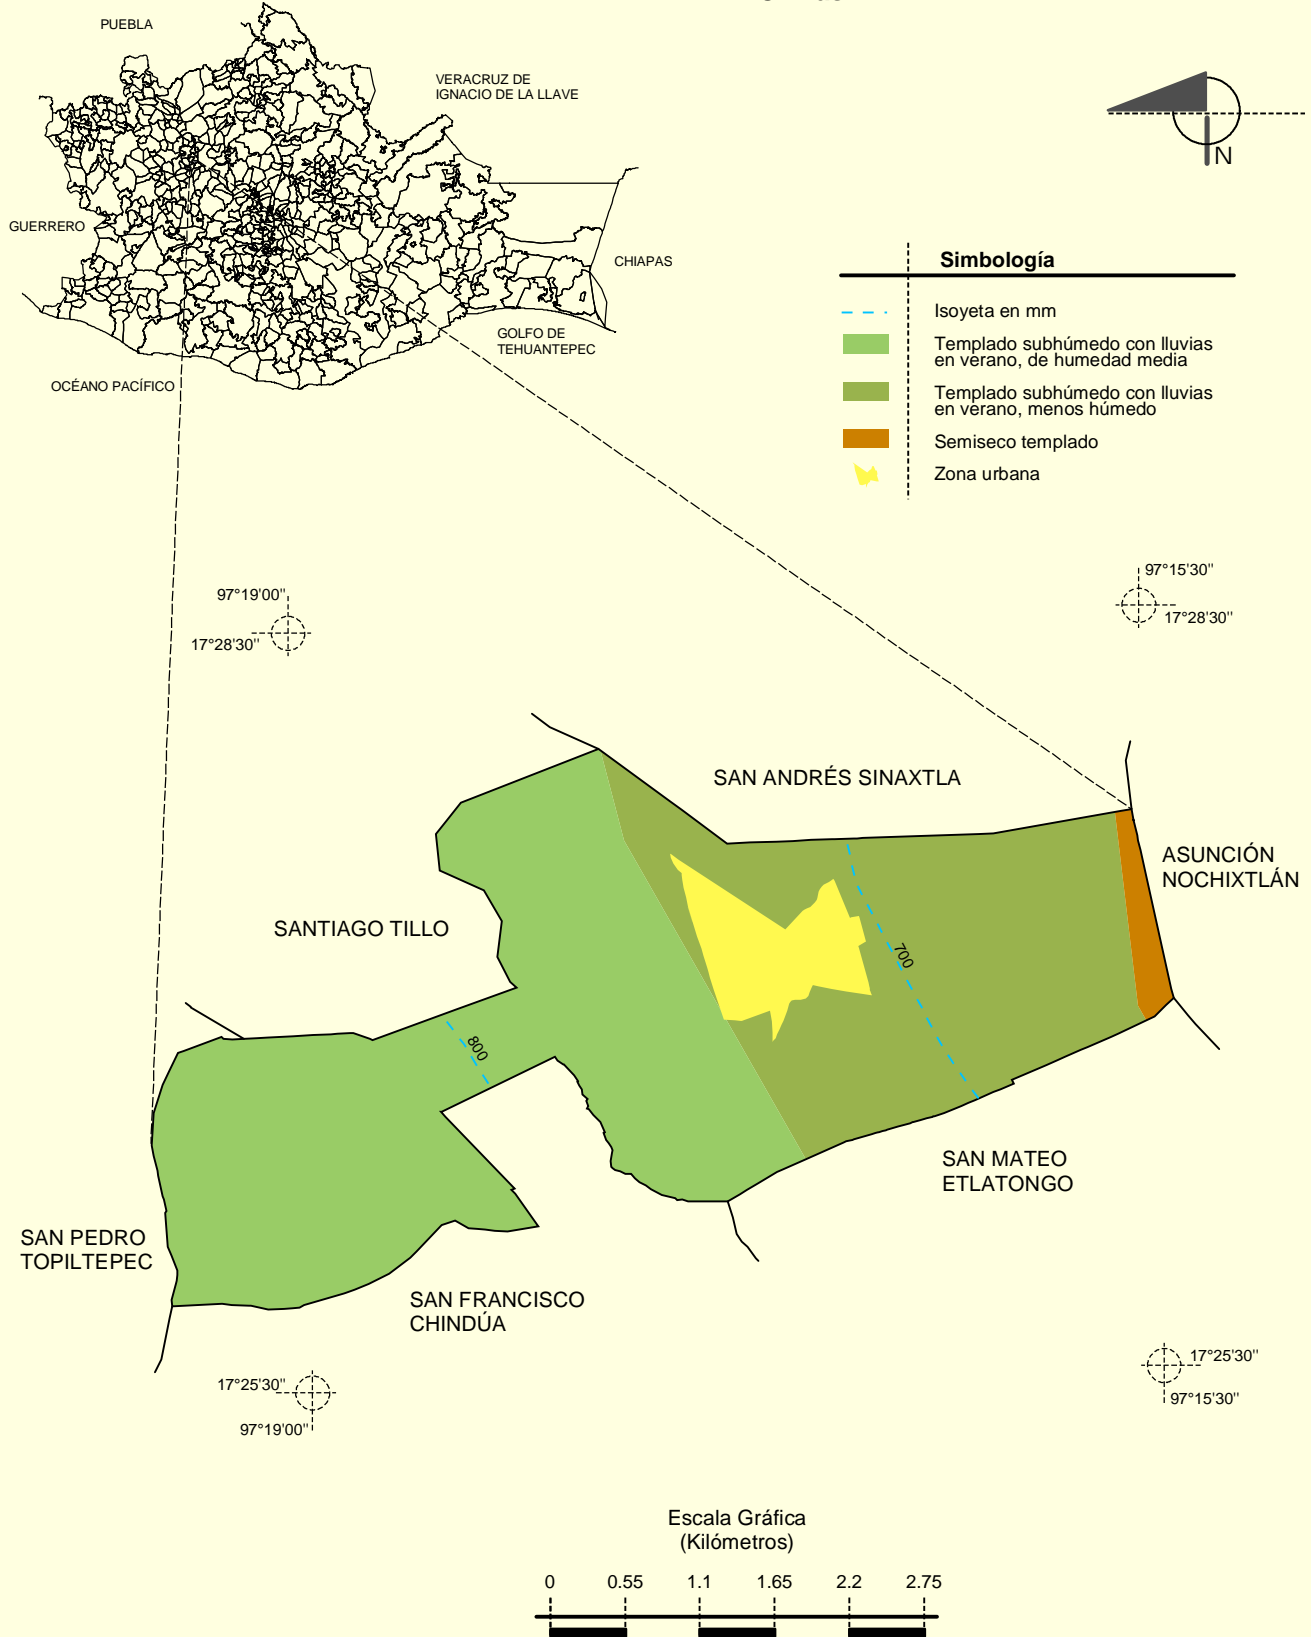 PUEBLA
VERACRUZ DE
IGNACIO DE LA LLAVE
N
GUERRERO
CHIAPAS
GOLFO DE
TEHUANTEPEC
OCÉANO PACÍFICO
Simbología
Isoyeta en mm
Templado subhúmedo con lluvias
en verano, de humedad media
Templado subhúmedo con lluvias
en verano, menos húmedo
Semiseco templado
Zona urbana
97°19'00"
17°28'30"
97°15'30"
17°28'30"
SAN ANDRÉS SINAXTLA
ASUNCIÓN
NOCHIXTLÁN
SANTIAGO TILLO
700
800
SAN MATEO
ETLATONGO
SAN PEDRO
TOPILTEPEC
SAN FRANCISCO
CHINDÚA
17°25'30"
97°19'00"
17°25'30"
97°15'30"
Escala Gráfica
(Kilómetros)
0 0.55 1.1 1.65 2.2 2.75